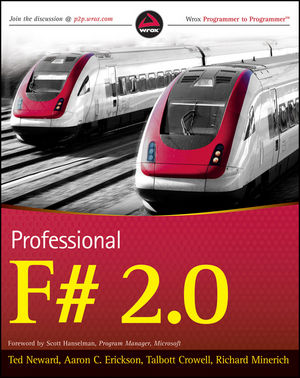 Join the discussion @ p2p.wrox.com
wrox
Wrox Programmer to Programmer™
Professional
F# 2.0
Foreword by Scott Hanselman, Program Manager, Microsoft
Ted Neward, Aaron C. Erickson, Talbott Crowell, Richard Minerich